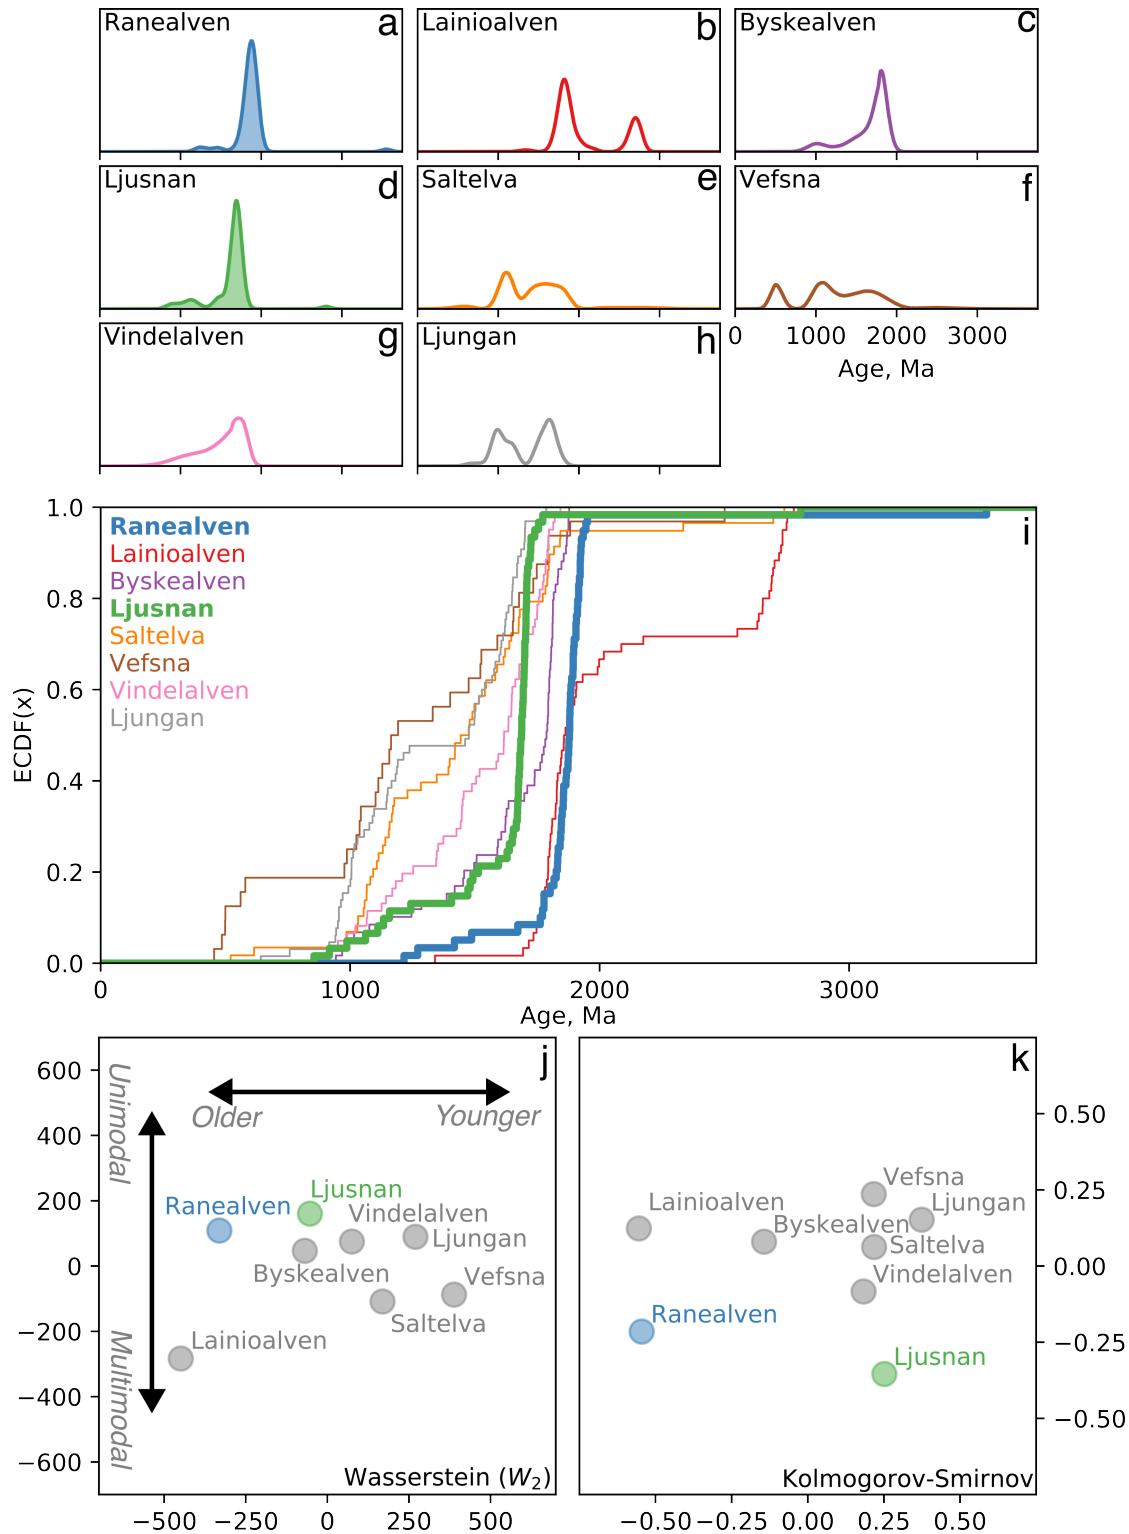 Ranealven a
Lainioalven b
Byskealven c
Ljusnan d
Saltelva e
Vefsna f
Vindelalven g
Ljungan h
0 1000 2000 3000
Age, Ma
1.0
0.8
0.6
0.4
0.2
0.0
ECDF(x)
i
Ranealven
Lainioalven
Byskealven
Ljusnan
Saltelva
Vefsna
Vindelalven
Ljungan
0 1000 2000 3000
Age, Ma
j
600
400
200
0
−200
−400
−600
Unimodal
Multimodal
Older Younger
Ranealven
Ljusnan
Vindelalven
Ljungan
Byskealven
Vefsna
Saltelva
Lainioalven
Wasserstein (W2)
−500 −250 0 250 500
k
Vefsna
Lainioalven
Ljungan
Byskealven
Saltelva
Vindelalven
Ranealven
Ljusnan
Kolmogorov-Smirnov
0.50
0.25
0.00
−0.25
−0.50
−0.50 −0.25 0.00 0.25 0.50